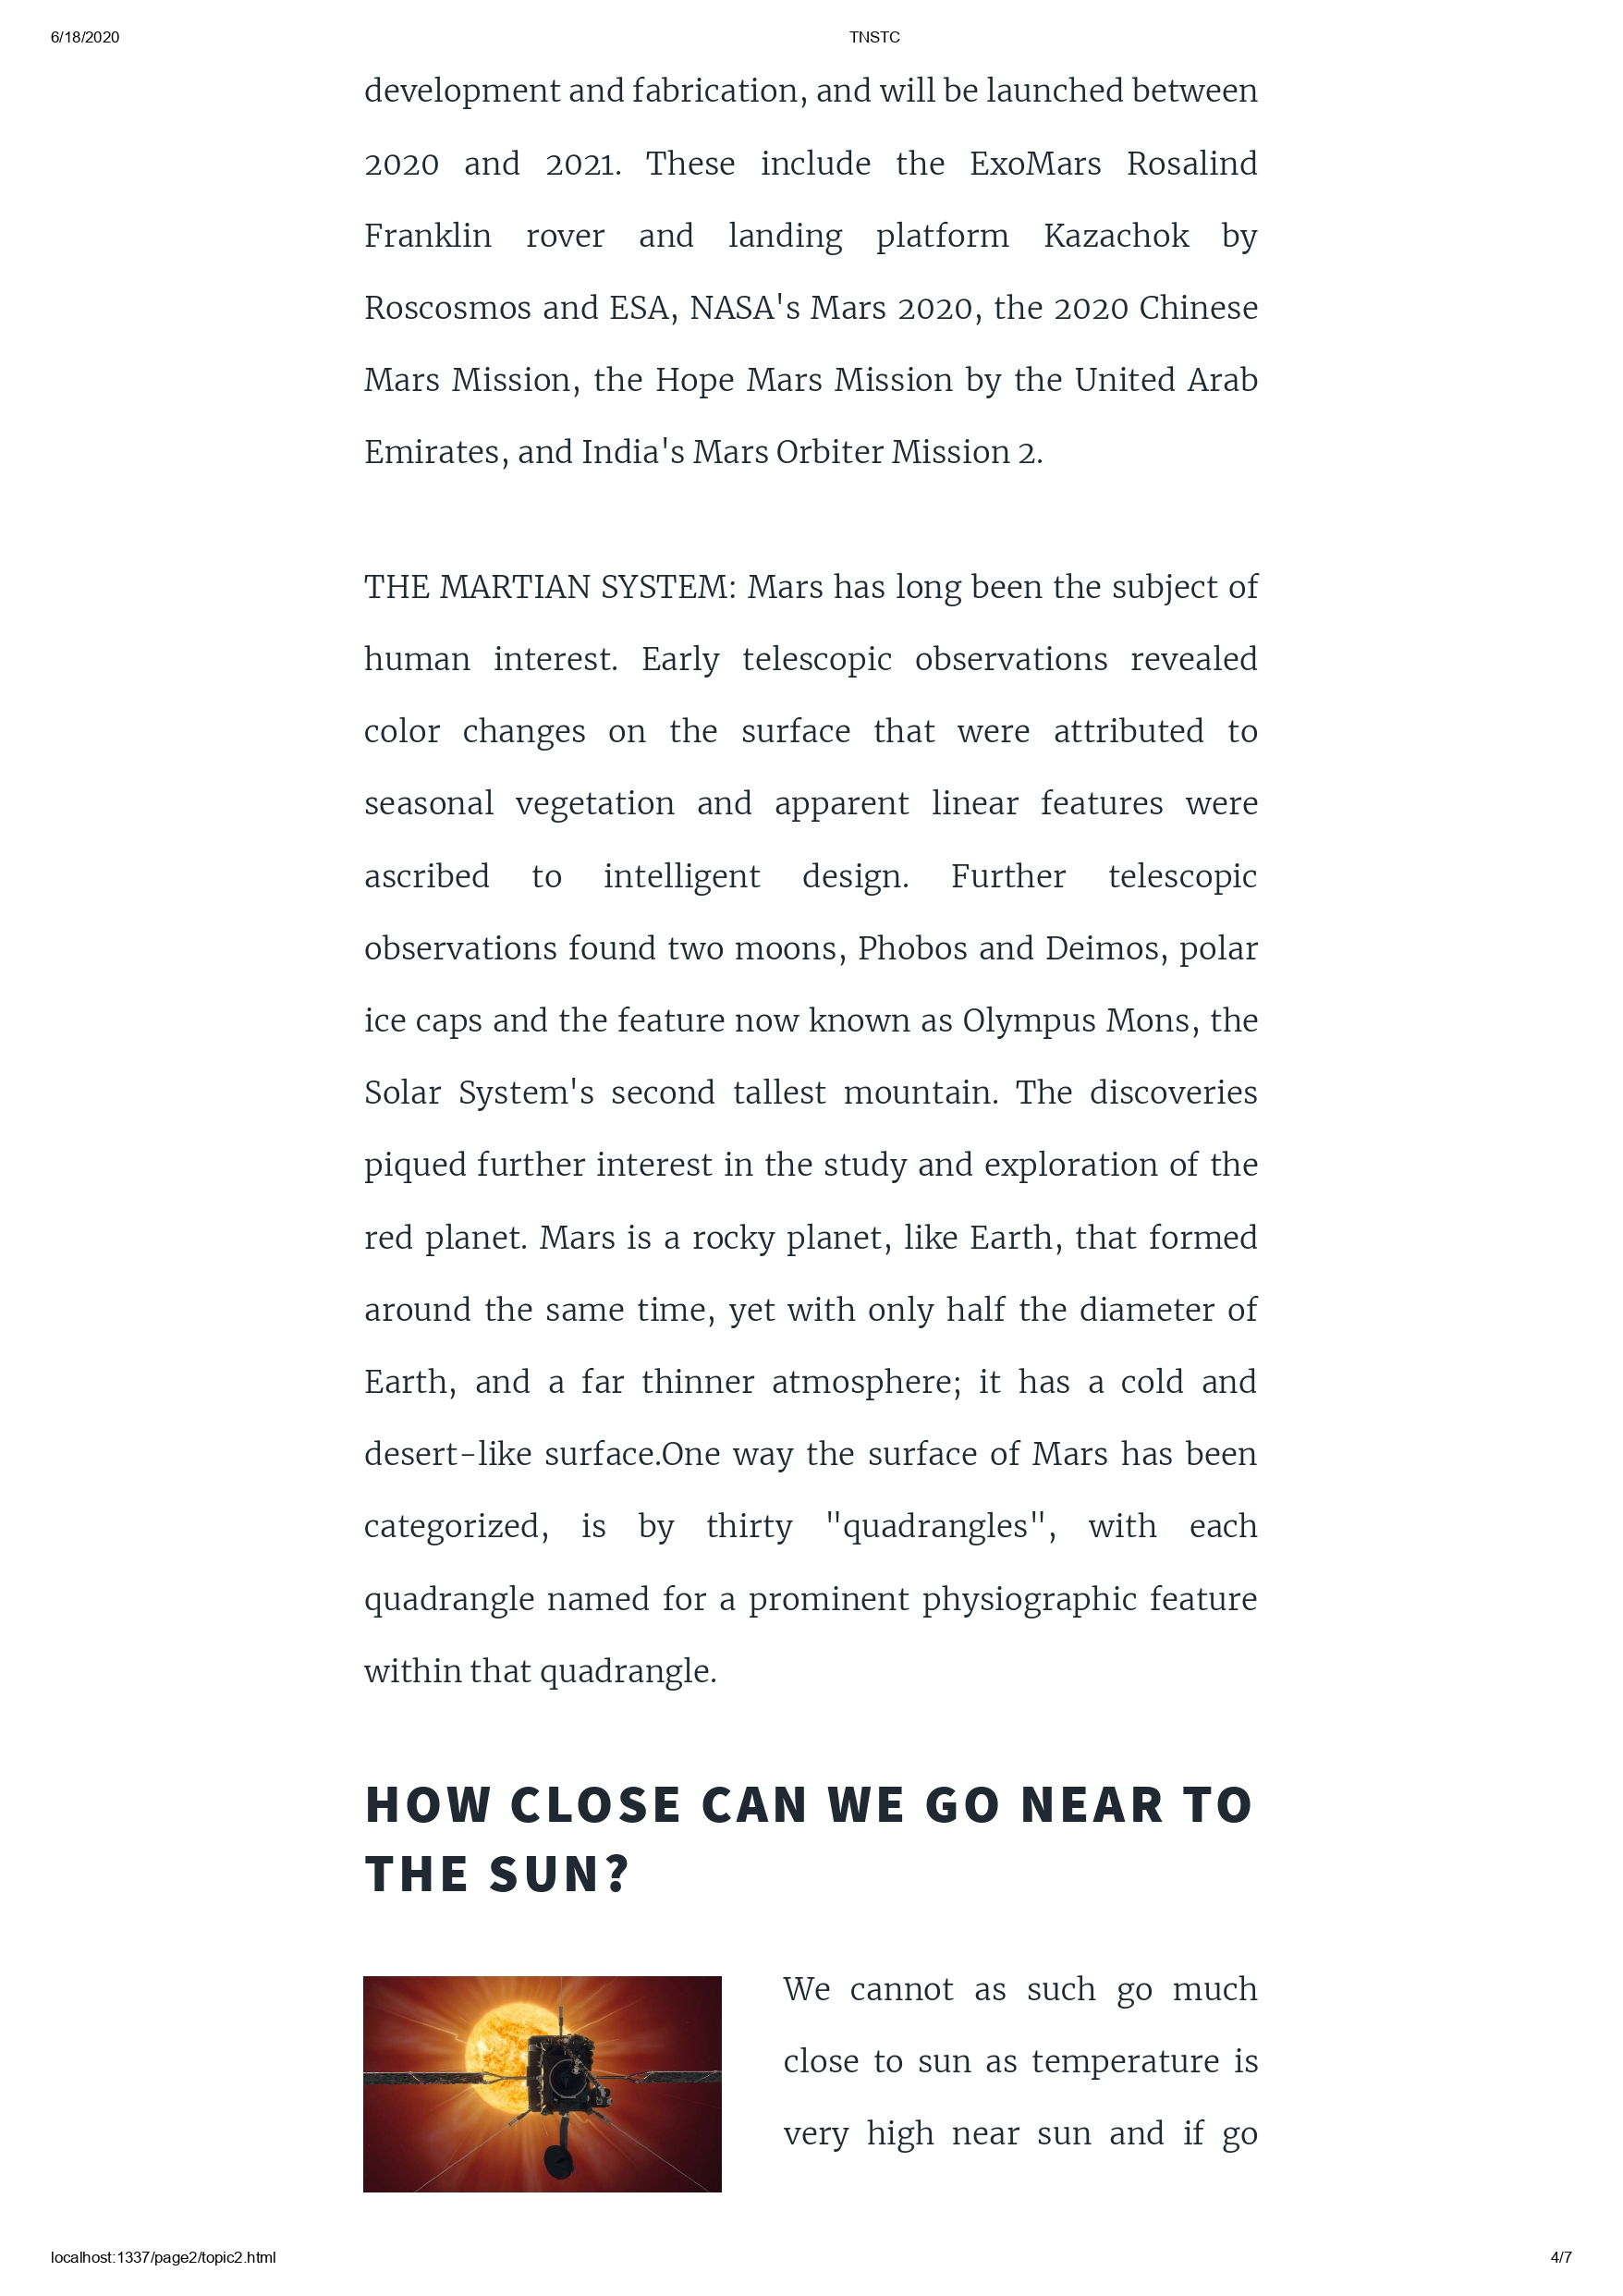 6/18/2020 TNSTC
development and fabrication, and will be launched between
2020 and 2021. These include the ExoMars Rosalind
Franklin rover and landing platform Kazachok by
Roscosmos and ESA, NASA's Mars 2020, the 2020 Chinese
Mars Mission, the Hope Mars Mission by the United Arab
Emirates, and India's Mars Orbiter Mission 2.
THE MARTIAN SYSTEM: Mars has long been the subject of
human interest. Early telescopic observations revealed
color changes on the surface that were attributed to
seasonal vegetation and apparent linear features were
ascribed to intelligent design. Further telescopic
observations found two moons, Phobos and Deimos, polar
ice caps and the feature now known as Olympus Mons, the
Solar System's second tallest mountain. The discoveries
piqued further interest in the study and exploration of the
red planet. Mars is a rocky planet, like Earth, that formed
around the same time, yet with only half the diameter of
Earth, and a far thinner atmosphere; it has a cold and
desert-like surface.One way the surface of Mars has been
categorized, is by thirty "quadrangles", with each
quadrangle named for a prominent physiographic feature
within that quadrangle.
HOW CLOSE CAN WE GO NEAR TO
THE SUN?
We cannot as such go much
close to sun as temperature is
very high near sun and if go
localhost:1337/page2/topic2.html 4/7